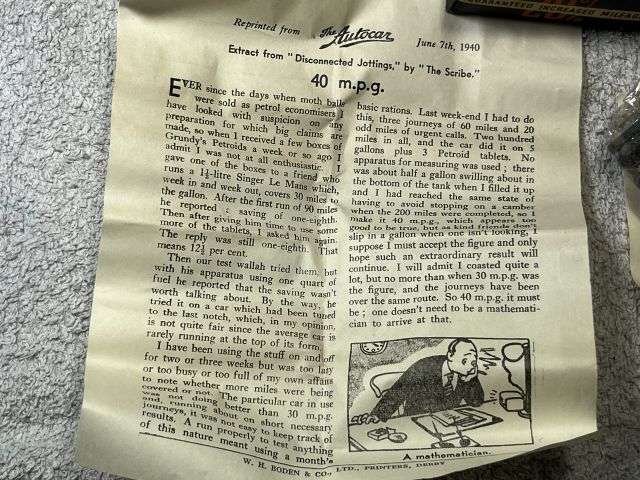 GUARANTEED INCREASED MILEA
Reprinted from The Autocar June 7th, 1940
Extract from "Disconnected Jottings," by "The Scribe."
40 m.p.g.
EVER since the days when moth balls
were sold as petrol economisers I
have looked with suspicion on any
preparation for which big claims are
made, so when I received a few boxes of
Grundy's Petroids a week or so ago I
admit I was not at all enthusiastic. I
gave one of the boxes to a friend who
runs a 1½-litre Singer Le Mans which,
week in and week out, covers 30 miles to
the gallon. After the first run of 90 miles
he reported a saving of one-eighth.
Then after giving him time to use some
more of the tablets, I asked him again.
The reply was still one-eighth. That
means 12½ per cent.
Then our test wallah tried them, but
with his apparatus using one quart of
fuel he reported that the saving wasn't
worth talking about. By the way, he
tried it on a car which had been tuned
to the last notch, which, in my opinion,
is not quite fair since the average car is
rarely running at the top of its form.
I have been using the stuff on and off
for two or three weeks but was too lazy
or too busy or too full of my own affairs
to note whether more miles were being
covered or not. The particular car in use
was not doing better than 30 m.p.g.
and, running about on short necessary
journeys, it was not easy to keep track of
results. A run properly to test anything
of this nature meant using a month's
basic rations. Last week-end I had to do
this, three journeys of 60 miles and 20
odd miles of urgent calls. Two hundred
miles in all, and the car did it on 5
gallons plus 3 Petroid tablets. No
apparatus for measuring was used; there
was about half a gallon swilling about in
the bottom of the tank when I filled it up
and I had reached the same state of
having to avoid stopping on a camber
when the 200 miles were completed, so I
make it 40 m.p.g., which appears too
good to be true, but as kind friends don't
slip in a gallon when one isn't looking, I
suppose I must accept the figure and only
hope such an extraordinary result will
continue. I will admit I coasted quite a
lot, but no more than when 30 m.p.g. was
the figure, and the journeys have been
over the same route. So 40 m.p.g. it must
be; one doesn't need to be a mathemati-
cian to arrive at that.
A mathematician.
W. H. BODEN & CO., LTD., PRINTERS, DERBY